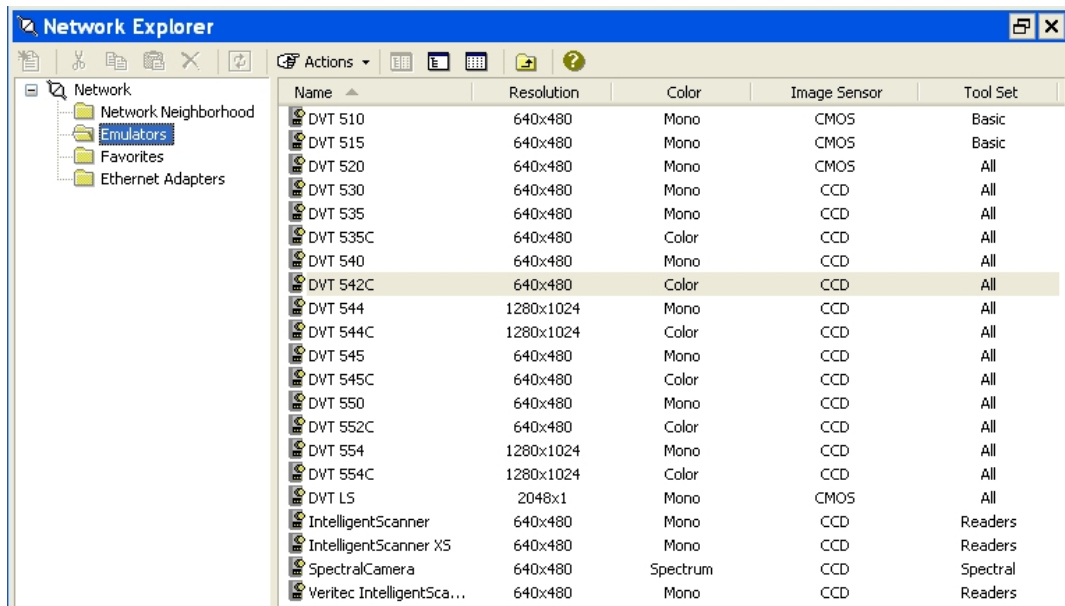 Network Explorer
Actions
Network
Network Neighborhood
Emulators
Favorites
Ethernet Adapters
Name Resolution Color Image Sensor Tool Set
DVT 510 640x480 Mono CMOS Basic
DVT 515 640x480 Mono CMOS Basic
DVT 520 640x480 Mono CMOS All
DVT 530 640x480 Mono CCD All
DVT 535 640x480 Mono CCD All
DVT 535C 640x480 Color CCD All
DVT 540 640x480 Mono CCD All
DVT 542C 640x480 Color CCD All
DVT 544 1280x1024 Mono CCD All
DVT 544C 1280x1024 Color CCD All
DVT 545 640x480 Mono CCD All
DVT 545C 640x480 Color CCD All
DVT 550 640x480 Mono CCD All
DVT 552C 640x480 Color CCD All
DVT 554 1280x1024 Mono CCD All
DVT 554C 1280x1024 Color CCD All
DVT LS 2048x1 Mono CMOS All
IntelligentScanner 640x480 Mono CCD Readers
IntelligentScanner XS 640x480 Mono CCD Readers
SpectralCamera 640x480 Spectrum CCD Spectral
Veritec IntelligentSca... 640x480 Mono CCD Readers